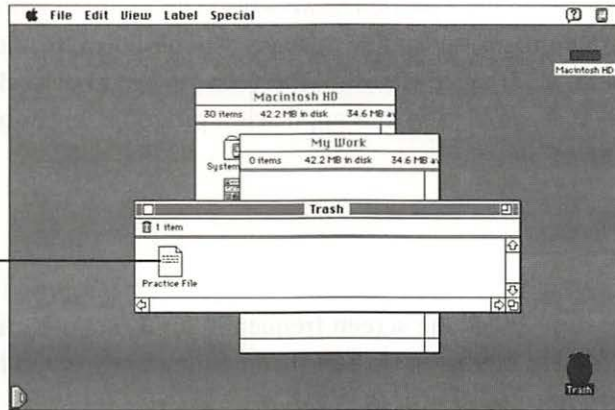 File Edit View Label Special
Macintosh HD
Macintosh HD
30 items 42.2 MB in disk 34.6 MB av
System
My Work
0 items 42.2 MB in disk 34.6 MB a
Trash
1 item
Practice File
Trash